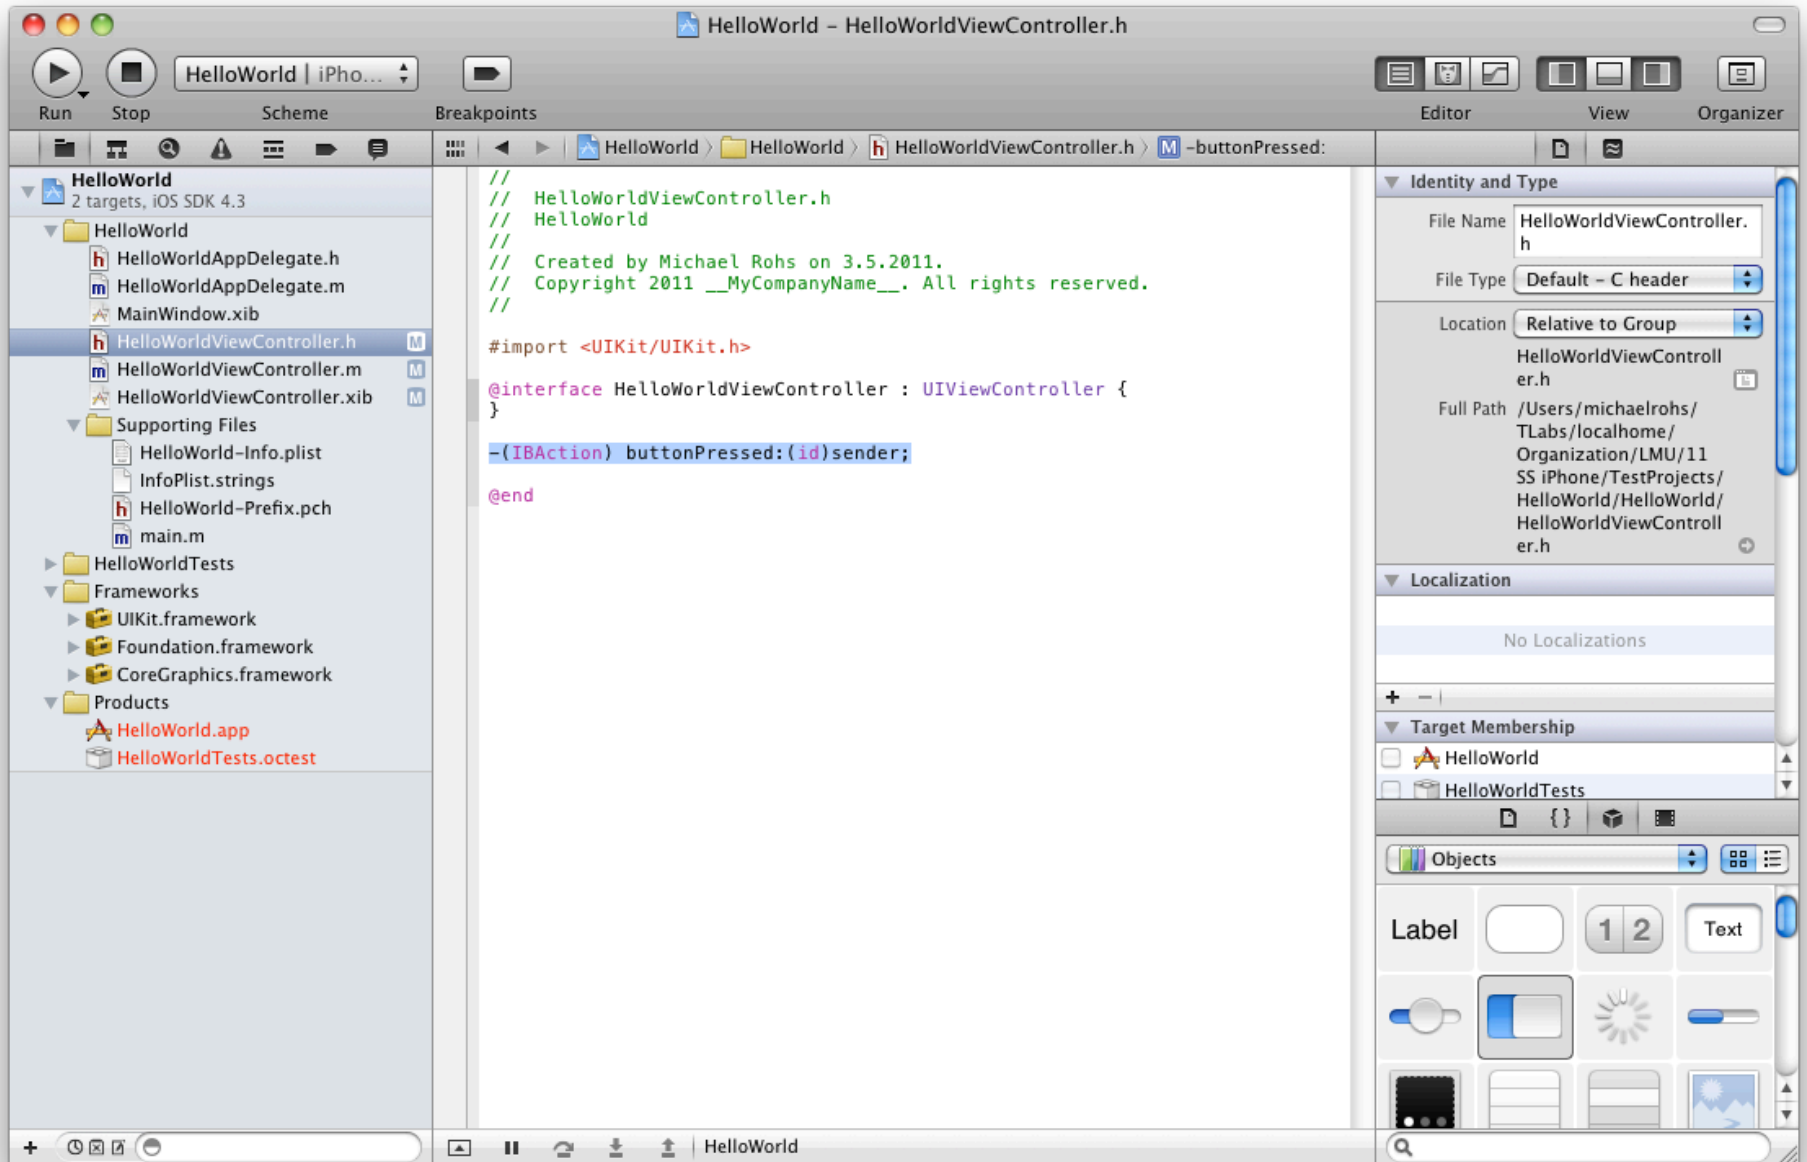 HelloWorld – HelloWorldViewController.h
HelloWorld | iPho...
Run
Stop
Scheme
Breakpoints
Editor
View
Organizer
HelloWorld
HelloWorld
HelloWorldViewController.h
M
-buttonPressed:
HelloWorld
2 targets, iOS SDK 4.3
HelloWorld
h HelloWorldAppDelegate.h
m HelloWorldAppDelegate.m
MainWindow.xib
h HelloWorldViewController.h M
m HelloWorldViewController.m M
HelloWorldViewController.xib M
Supporting Files
HelloWorld-Info.plist
InfoPlist.strings
h HelloWorld-Prefix.pch
m main.m
HelloWorldTests
Frameworks
UIKit.framework
Foundation.framework
CoreGraphics.framework
Products
HelloWorld.app
HelloWorldTests.octest
//
//  HelloWorldViewController.h
//  HelloWorld
//
//  Created by Michael Rohs on 3.5.2011.
//  Copyright 2011 __MyCompanyName__. All rights reserved.
//
#import <UIKit/UIKit.h>
@interface HelloWorldViewController : UIViewController {
}
-(IBAction) buttonPressed:(id)sender;
@end
HelloWorld
Identity and Type
File Name HelloWorldViewController.
h
File Type Default – C header
Location Relative to Group
HelloWorldViewControll
er.h
Full Path /Users/michaelrohs/
TLabs/localhome/
Organization/LMU/11
SS iPhone/TestProjects/
HelloWorld/HelloWorld/
HelloWorldViewControll
er.h
Localization
No Localizations
+ −
Target Membership
HelloWorld
HelloWorldTests
{}
Objects
Label
1 2
Text